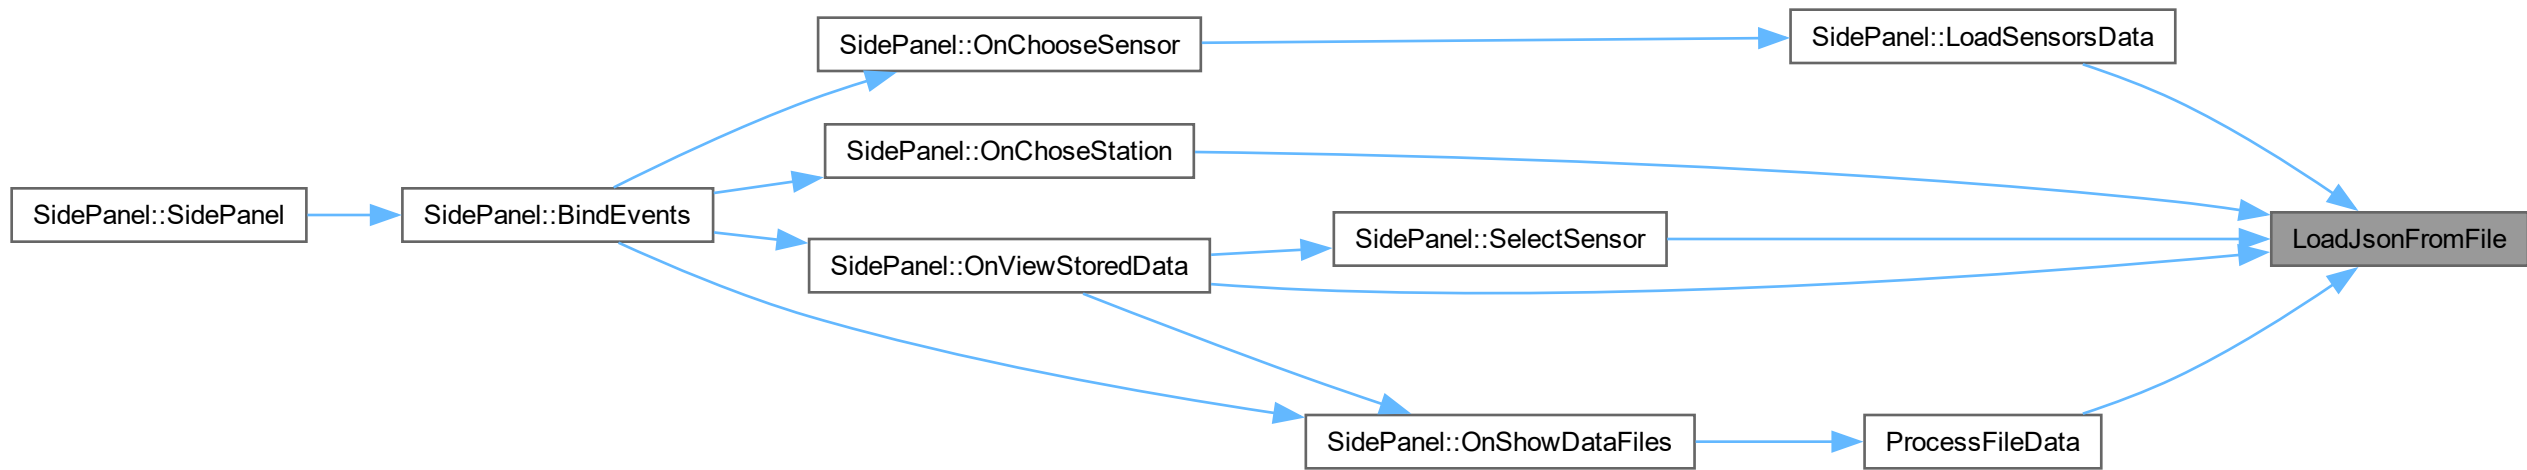 SidePanel::SidePanel
SidePanel::BindEvents
SidePanel::OnChooseSensor
SidePanel::OnChoseStation
SidePanel::OnViewStoredData
SidePanel::SelectSensor
SidePanel::OnShowDataFiles
SidePanel::LoadSensorsData
ProcessFileData
LoadJsonFromFile